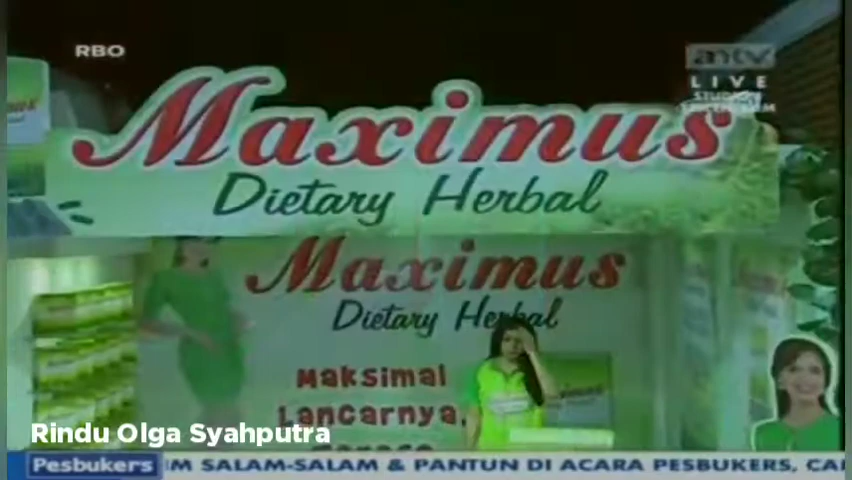 RBO
antv
LIVE
Maximus
Dietary Herbal
Maximus
Dietary Herbal
Maksimal
Lancarnya,
Rindu Olga Syahputra
Pesbukers
IM SALAM-SALAM & PANTUN DI ACARA PESBUKERS, CA